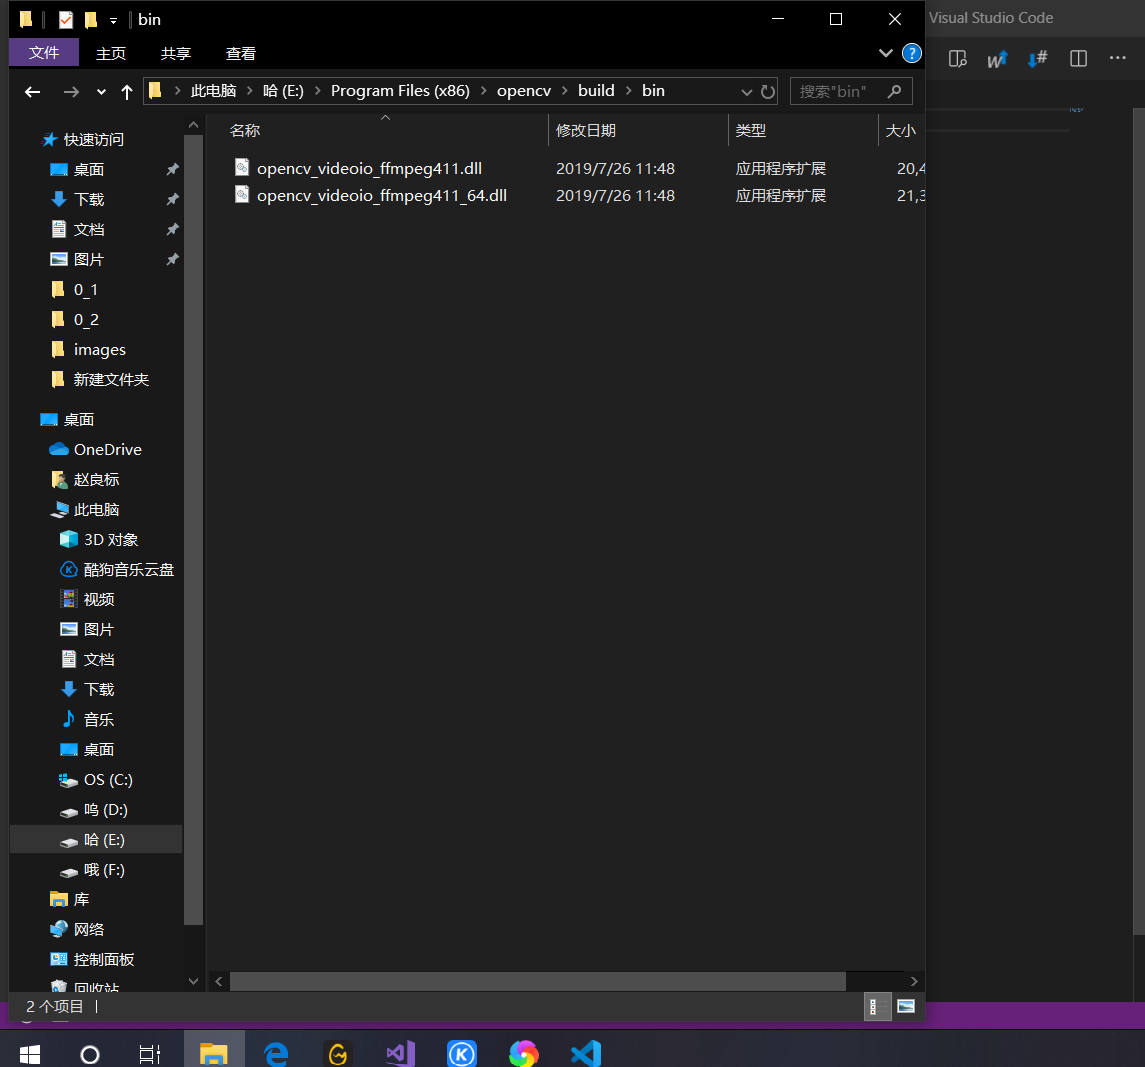 bin
Visual Studio Code
文件 主页 共享 查看
此电脑 哈 (E:) Program Files (x86) opencv build bin
搜索"bin"
名称 修改日期 类型 大小
opencv_videoio_ffmpeg411.dll 2019/7/26 11:48 应用程序扩展 20,4
opencv_videoio_ffmpeg411_64.dll 2019/7/26 11:48 应用程序扩展 21,3
快速访问
桌面
下载
文档
图片
0_1
0_2
images
新建文件夹
桌面
OneDrive
赵良标
此电脑
3D 对象
酷狗音乐云盘
视频
图片
文档
下载
音乐
桌面
OS (C:)
呜 (D:)
哈 (E:)
哦 (F:)
库
网络
控制面板
回收站
2 个项目